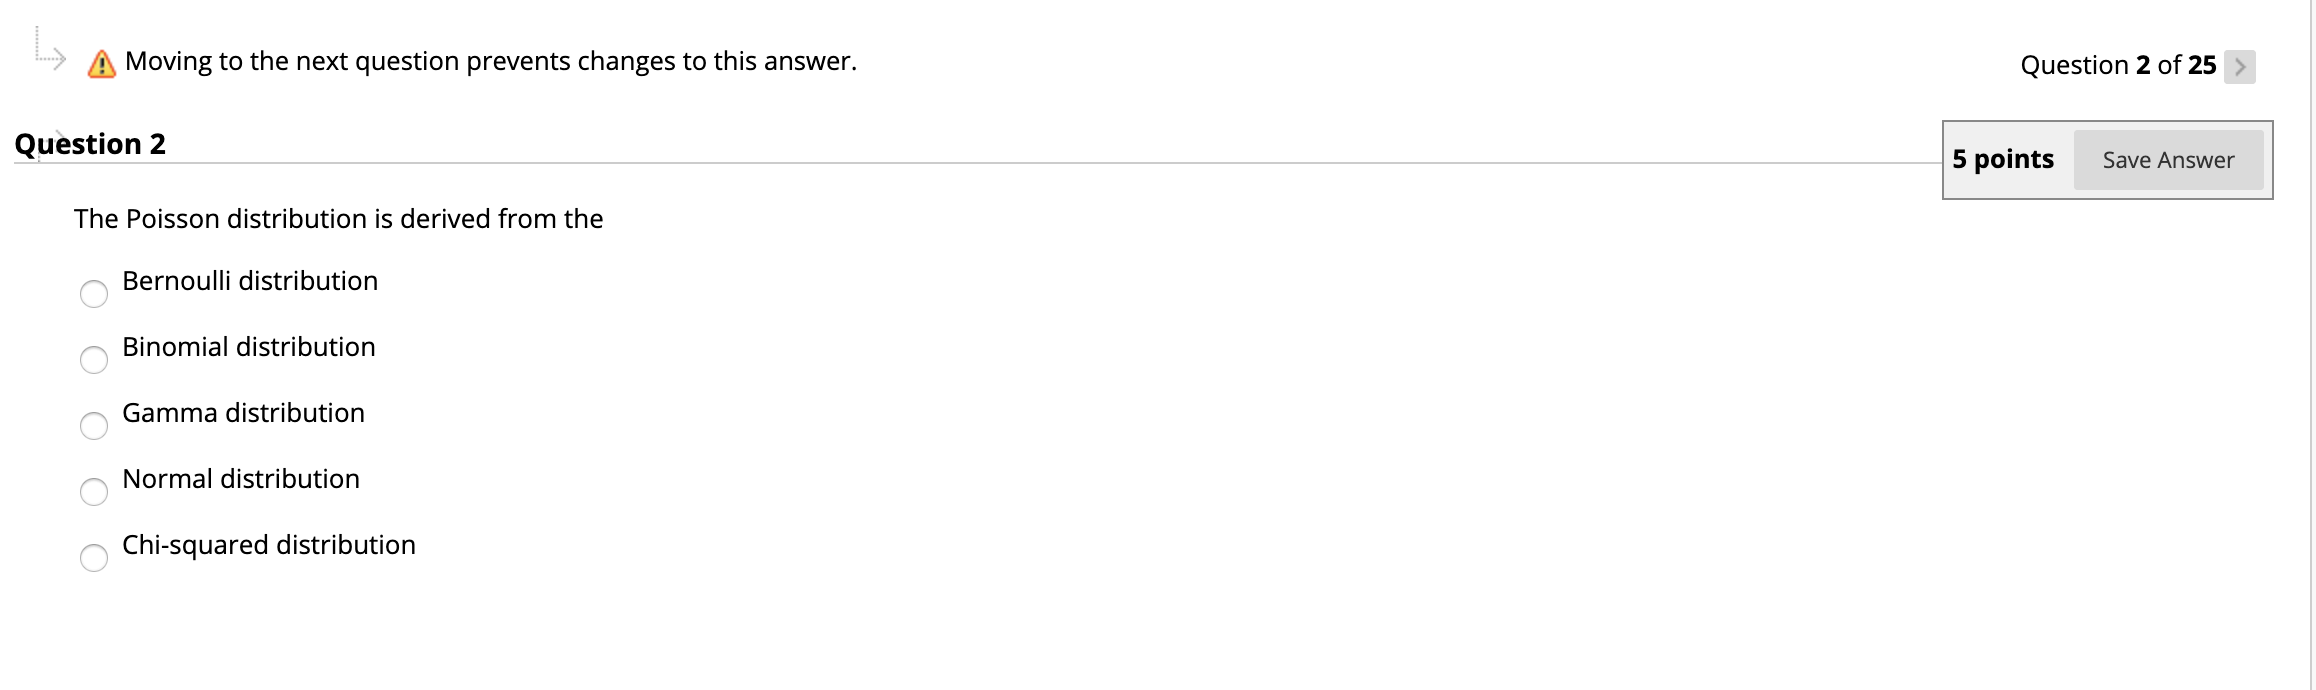 Moving to the next question prevents changes to this answer.
Question 2 of 25
Question 2
5 points
Save Answer
The Poisson distribution is derived from the
Bernoulli distribution
Binomial distribution
Gamma distribution
Normal distribution
Chi-squared distribution